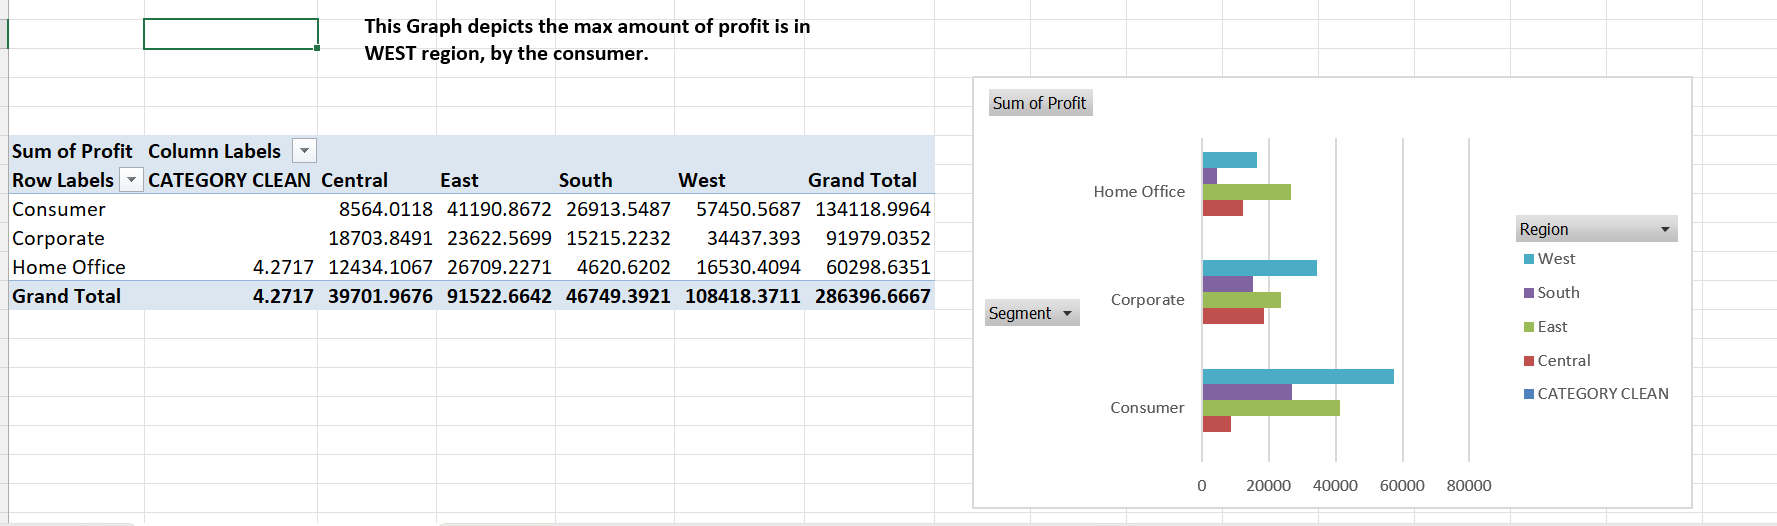 This Graph depicts the max amount of profit is in
WEST region, by the consumer.
Sum of Profit Column Labels
Row Labels CATEGORY CLEAN Central East South West Grand Total
Consumer 8564.0118 41190.8672 26913.5487 57450.5687 134118.9964
Corporate 18703.8491 23622.5699 15215.2232 34437.393 91979.0352
Home Office 4.2717 12434.1067 26709.2271 4620.6202 16530.4094 60298.6351
Grand Total 4.2717 39701.9676 91522.6642 46749.3921 108418.3711 286396.6667
Sum of Profit
Home Office
Corporate
Segment
Consumer
0 20000 40000 60000 80000
Region
West
South
East
Central
CATEGORY CLEAN